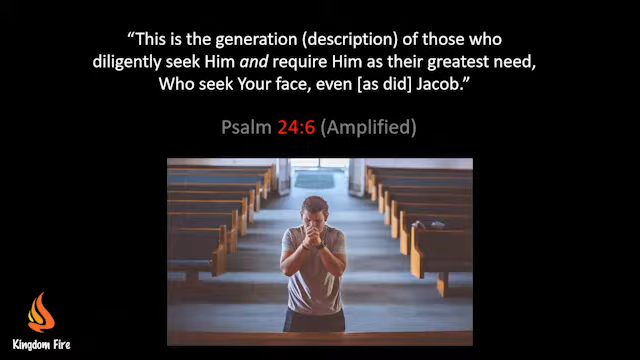 “This is the generation (description) of those who
diligently seek Him and require Him as their greatest need,
Who seek Your face, even [as did] Jacob.”
Psalm 24:6 (Amplified)
Kingdom Fire